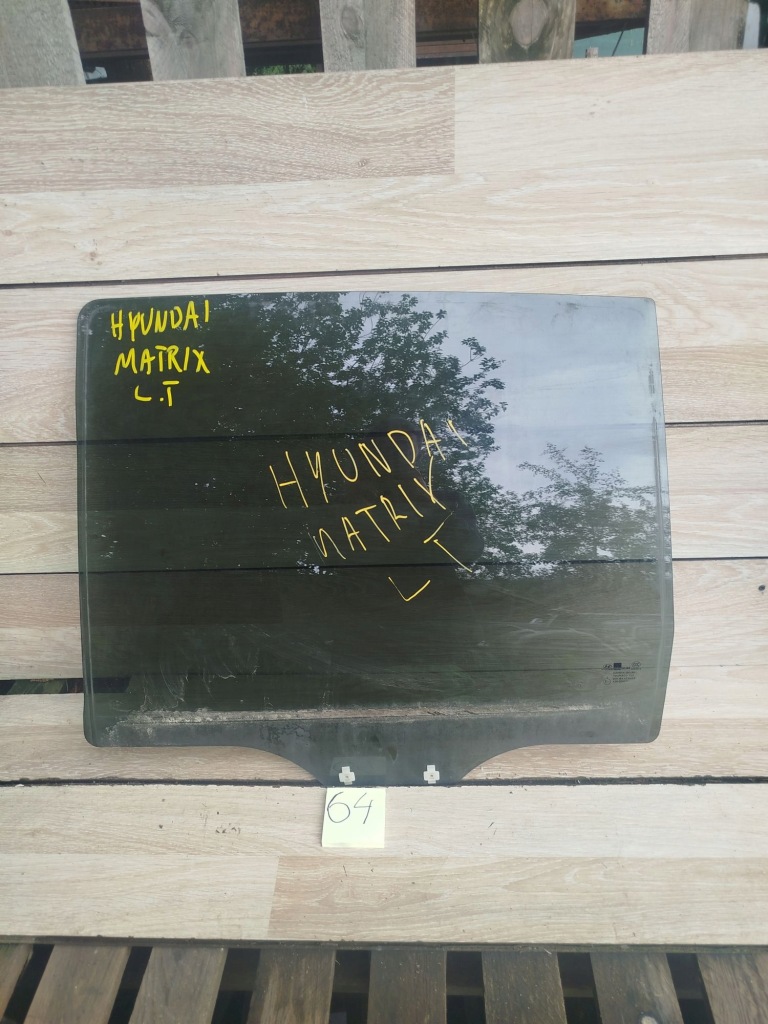 HYUNDAI
MATRIX
L.T
HYUNDAI
MATRIX
L T
64